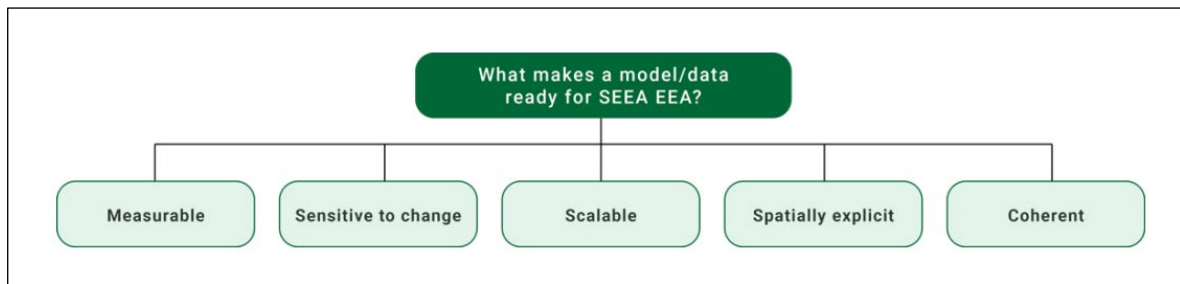 What makes a model/data
ready for SEEA EEA?
Measurable
Sensitive to change
Scalable
Spatially explicit
Coherent